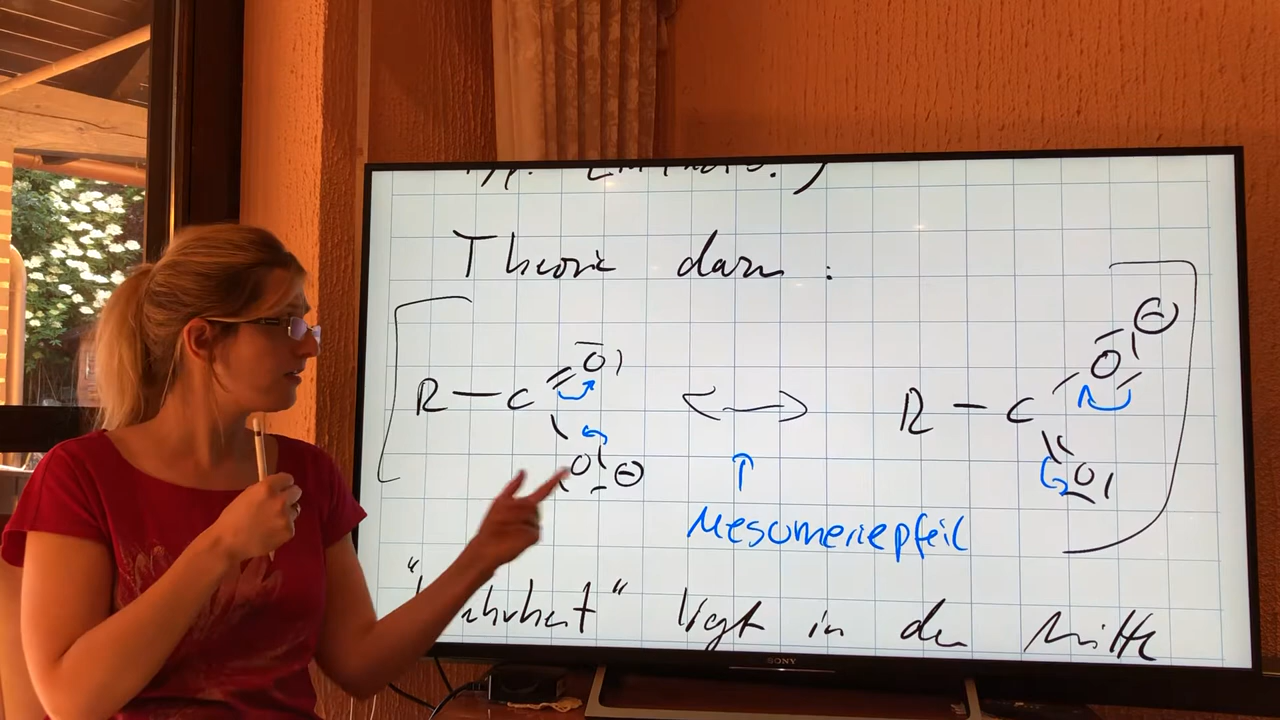 Theorie dazu :
R — C = O ⊖ ↔ R — C O ⊖ O
O
Mesomeriepfeil
"Wahrheit" liegt in der Mitte
SONY